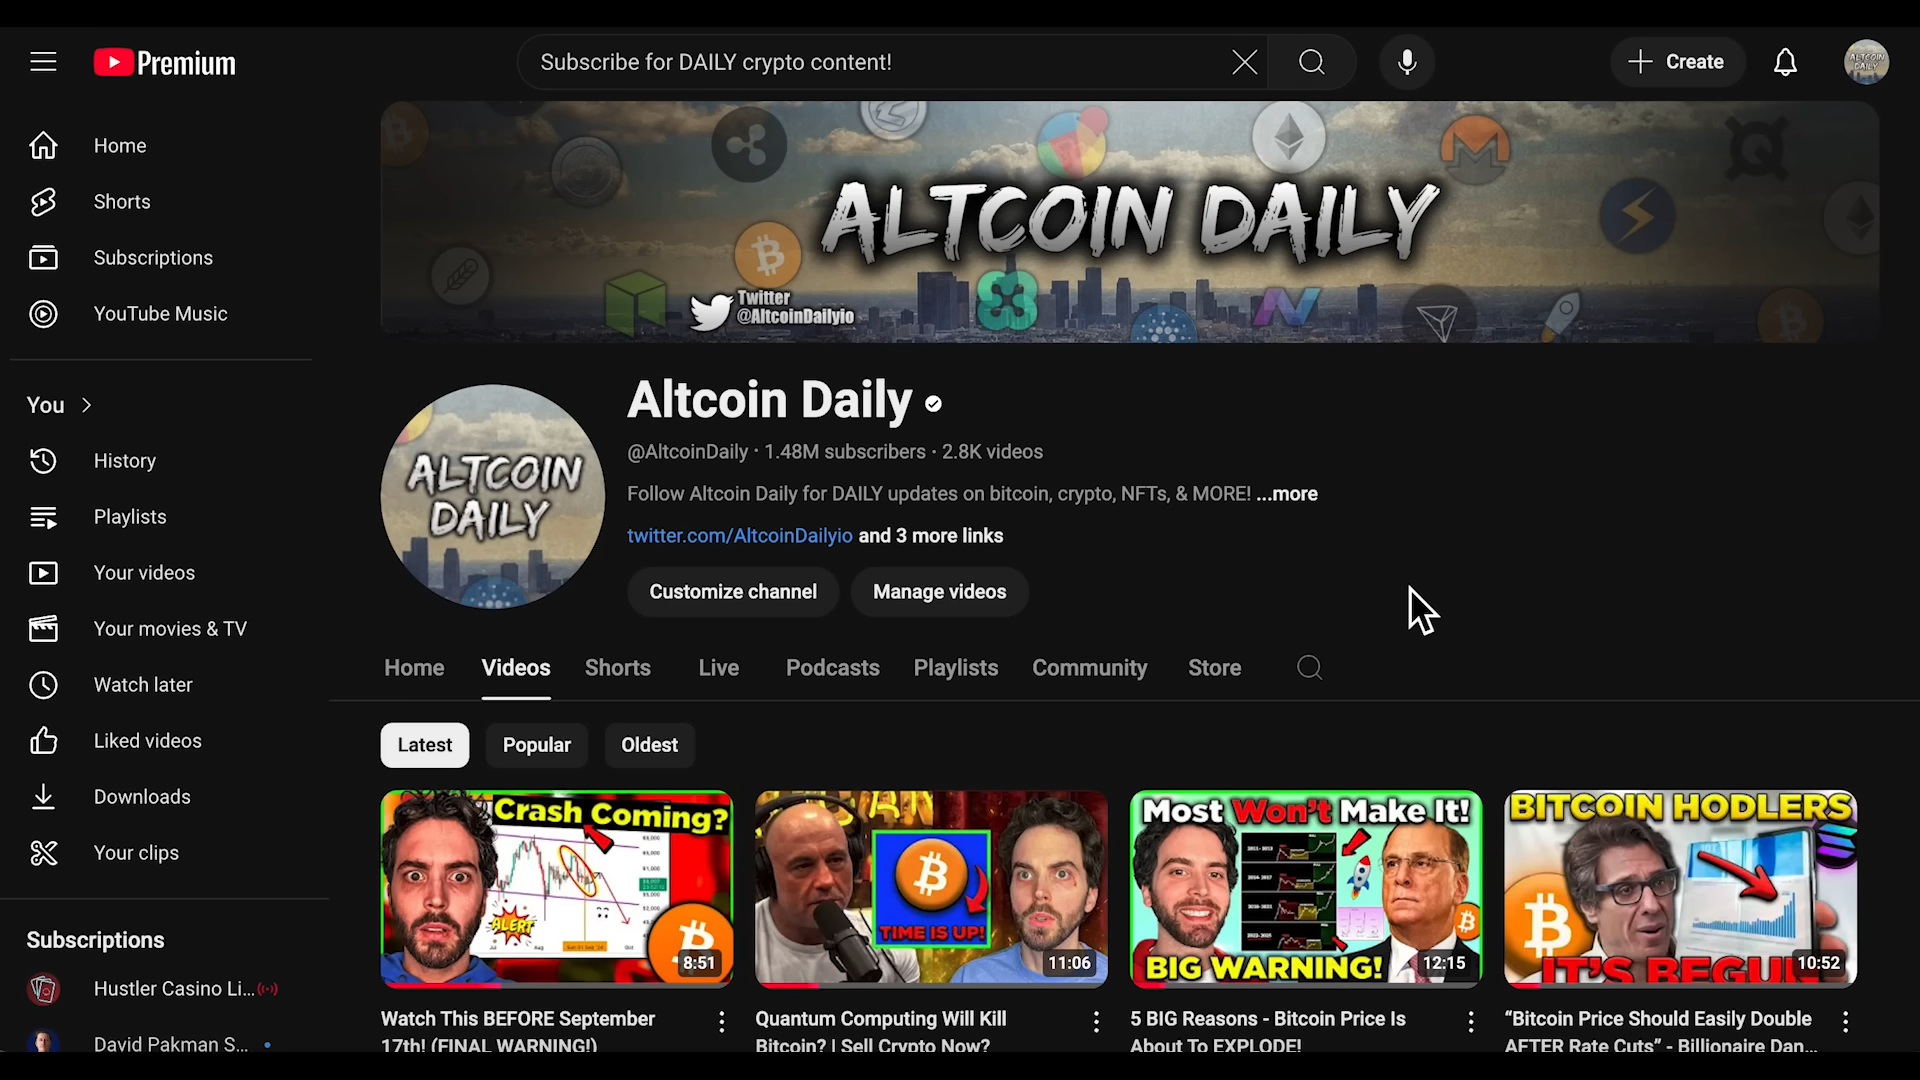 Premium
Subscribe for DAILY crypto content!
Create
ALTCOIN DAILY
Home
Shorts
Subscriptions
YouTube Music
You
History
Playlists
Your videos
Your movies & TV
Watch later
Liked videos
Downloads
Your clips
Subscriptions
Hustler Casino Li...
David Pakman S...
ALTCOIN DAILY
Twitter
@AltcoinDailyio
ALTCOIN
DAILY
Altcoin Daily
@AltcoinDaily · 1.48M subscribers · 2.8K videos
Follow Altcoin Daily for DAILY updates on bitcoin, crypto, NFTs, & MORE! ...more
twitter.com/AltcoinDailyio and 3 more links
Customize channel Manage videos
Home Videos Shorts Live Podcasts Playlists Community Store
Latest Popular Oldest
Crash Coming?
ALERT
8:51
Watch This BEFORE September
17th! (FINAL WARNING!)
TIME IS UP!
11:06
Quantum Computing Will Kill
Bitcoin? | Sell Crypto Now?
Most Won't Make It!
BIG WARNING!
12:15
5 BIG Reasons - Bitcoin Price Is
About To EXPLODE!
BITCOIN HODLERS
IT'S BEGUN
10:52
“Bitcoin Price Should Easily Double
AFTER Rate Cuts” - Billionaire Dan...